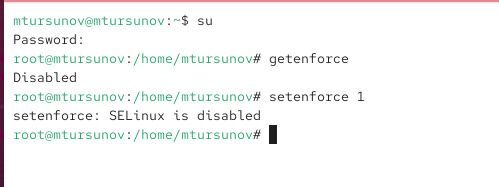 mtursunov@mtursunov:~$ su
Password:
root@mtursunov:/home/mtursunov# getenforce
Disabled
root@mtursunov:/home/mtursunov# setenforce 1
setenforce: SELinux is disabled
root@mtursunov:/home/mtursunov#